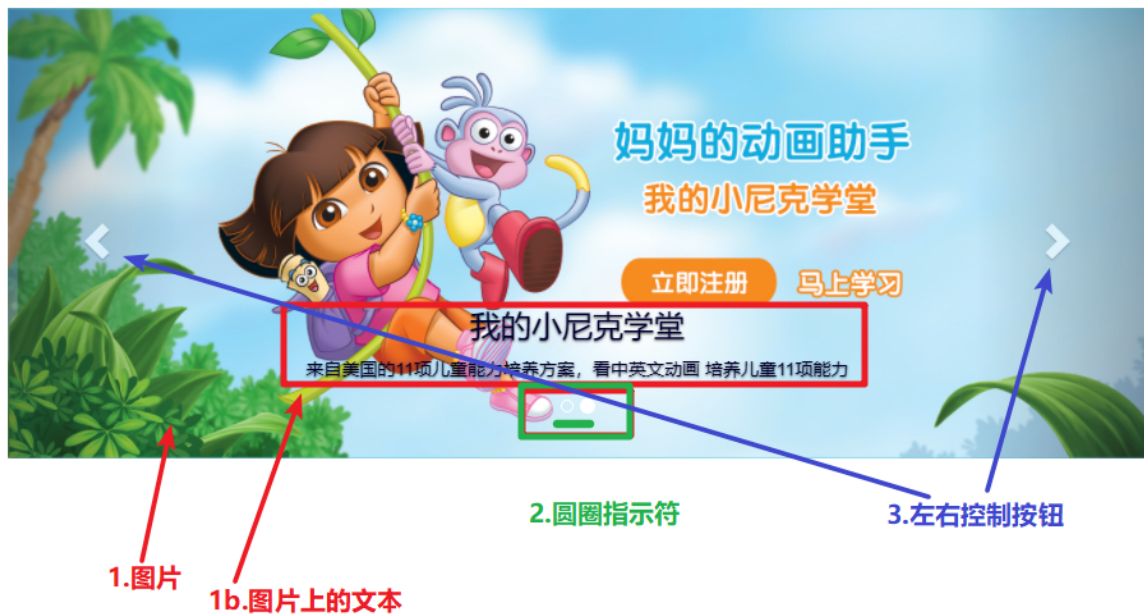 妈妈的动画助手
我的小尼克学堂
立即注册 马上学习
我的小尼克学堂
来自美国的11项儿童能力培养方案，看中英文动画 培养儿童11项能力
2.圆圈指示符
3.左右控制按钮
1.图片
1b.图片上的文本